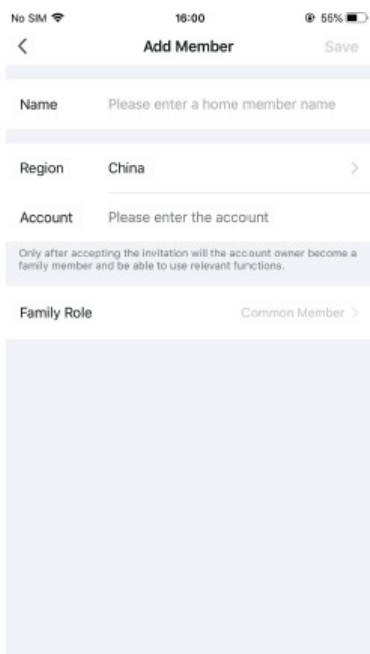 No SIM 16:00 55%
Add Member Save
Name Please enter a home member name
Region China
Account Please enter the account
Only after accepting the invitation will the account owner become a
family member and be able to use relevant functions.
Family Role Common Member